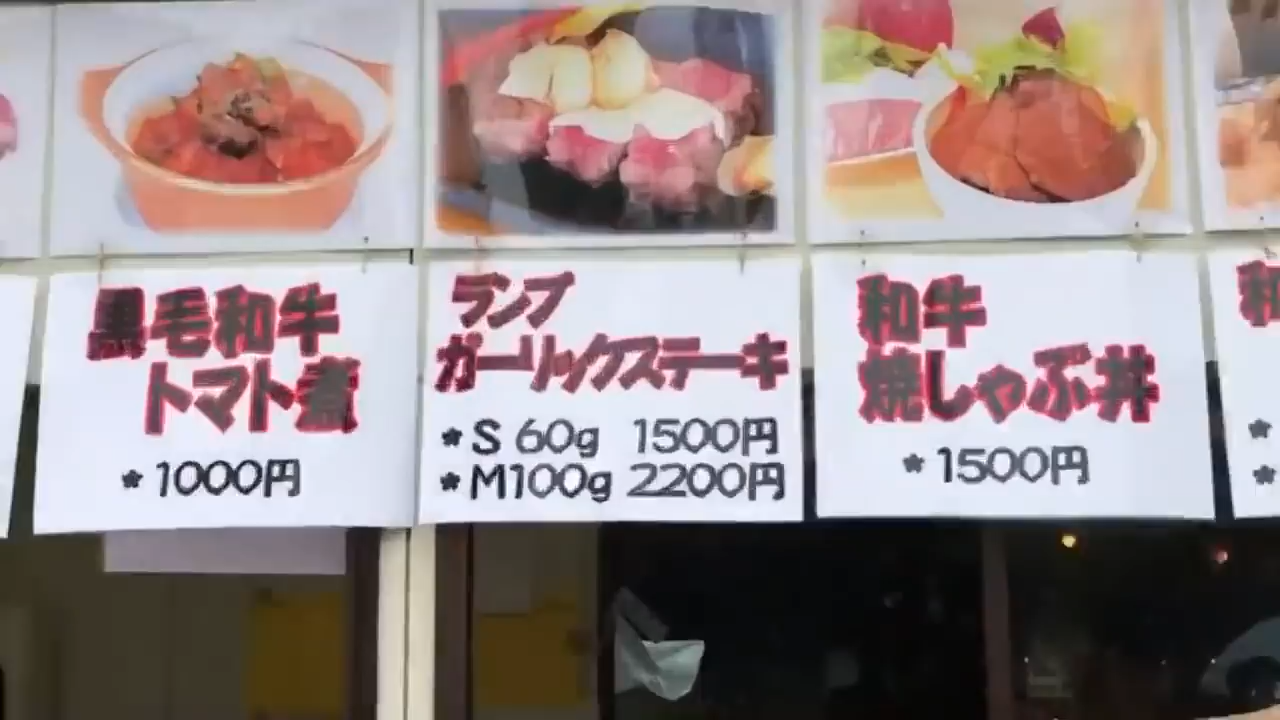 黒毛和牛
トマト煮
* 1000円
ランプ
ガーリックステーキ
* S 60g 1500円
* M100g 2200円
和牛
焼しゃぶ丼
* 1500円
和
*
*